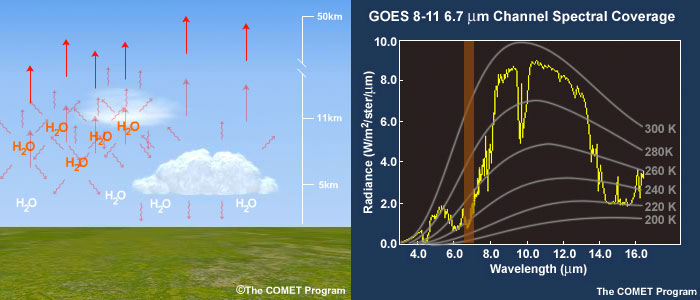 50km
11km
5km
H2O
H2O
H2O
H2O
H2O
H2O
H2O
H2O
©The COMET Program
GOES 8-11 6.7 µm Channel Spectral Coverage
Radiance (W/m²/ster/µm)
10.0
8.0
6.0
4.0
2.0
0.0
300 K
280K
260 K
240 K
220 K
200 K
4.0 6.0 8.0 10.0 12.0 14.0 16.0
Wavelength (µm)
The COMET Program